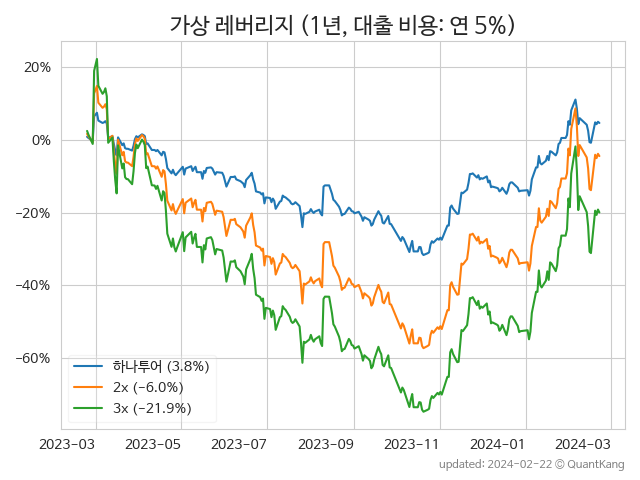 가상 레버리지 (1년, 대출 비용: 연 5%)
20%
0%
−20%
−40%
−60%
하나투어 (3.8%)
2x (−6.0%)
3x (−21.9%)
2023-03 2023-05 2023-07 2023-09 2023-11 2024-01 2024-03
updated: 2024-02-22 © QuantKang